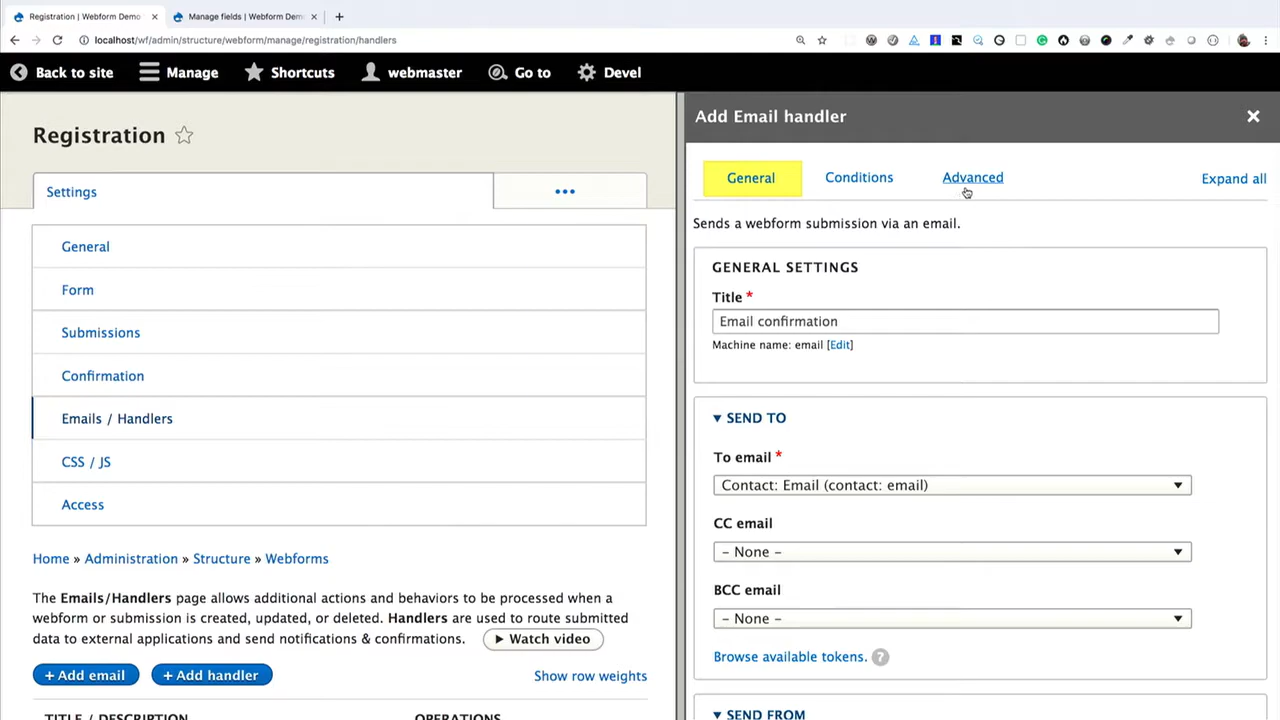 Registration | Webform Demo
Manage fields | Webform Dem
localhost/wf/admin/structure/webform/manage/registration/handlers
Back to site
Manage
Shortcuts
webmaster
Go to
Devel
Registration
Settings
•••
General
Form
Submissions
Confirmation
Emails / Handlers
CSS / JS
Access
Home » Administration » Structure » Webforms
The Emails/Handlers page allows additional actions and behaviors to be processed when a
webform or submission is created, updated, or deleted. Handlers are used to route submitted
data to external applications and send notifications & confirmations. Watch video
+ Add email
+ Add handler
Show row weights
TITLE / DESCRIPTION
OPERATIONS
Add Email handler
General
Conditions
Advanced
Expand all
Sends a webform submission via an email.
GENERAL SETTINGS
Title *
Email confirmation
Machine name: email [Edit]
SEND TO
To email *
Contact: Email (contact: email)
CC email
– None –
BCC email
– None –
Browse available tokens. ?
SEND FROM